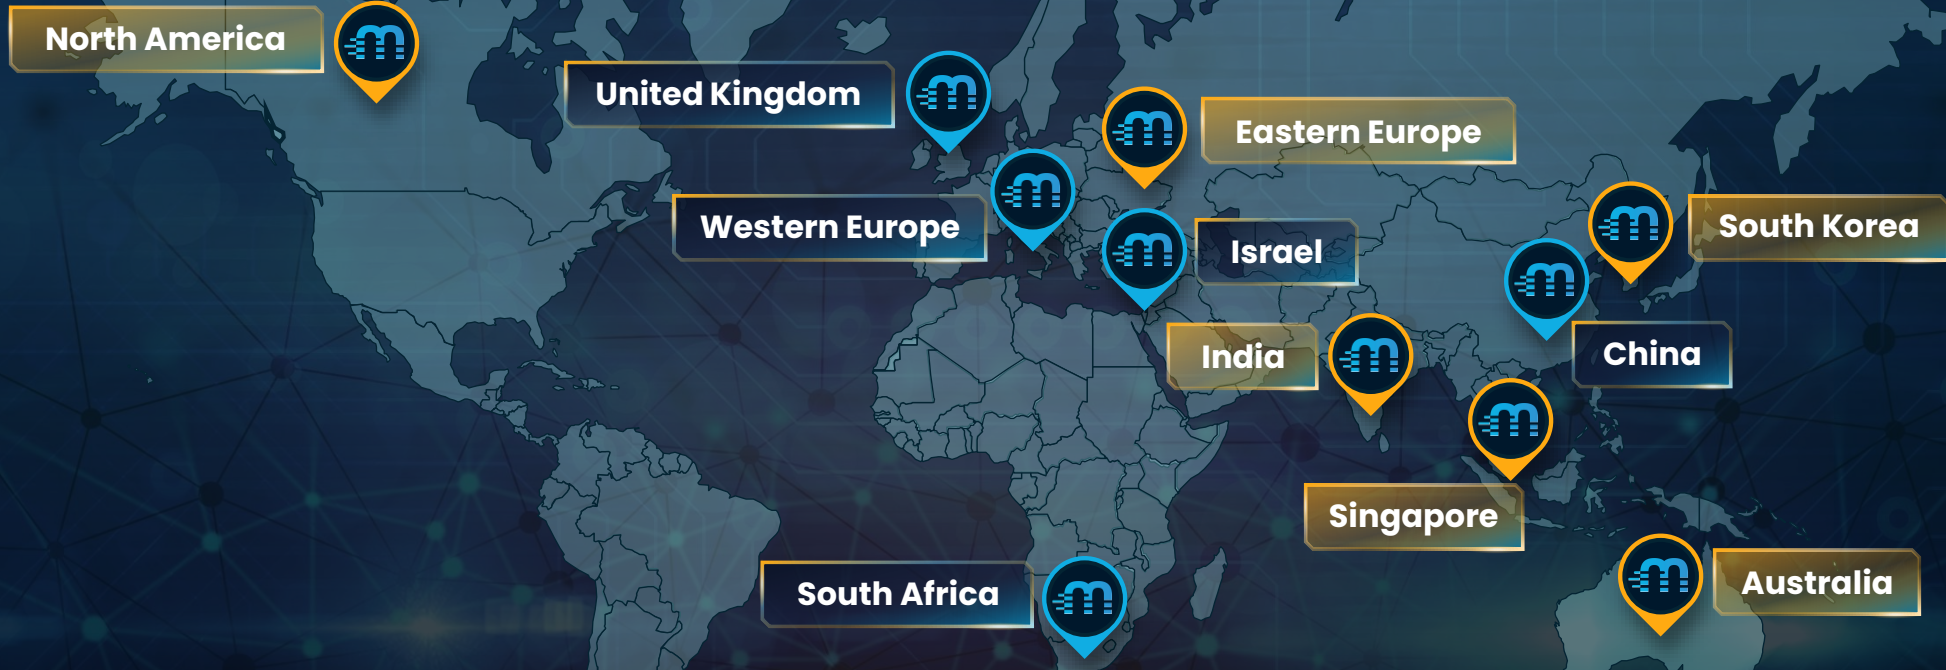 North America
United Kingdom
Eastern Europe
Western Europe
Israel
South Korea
India
China
Singapore
South Africa
Australia